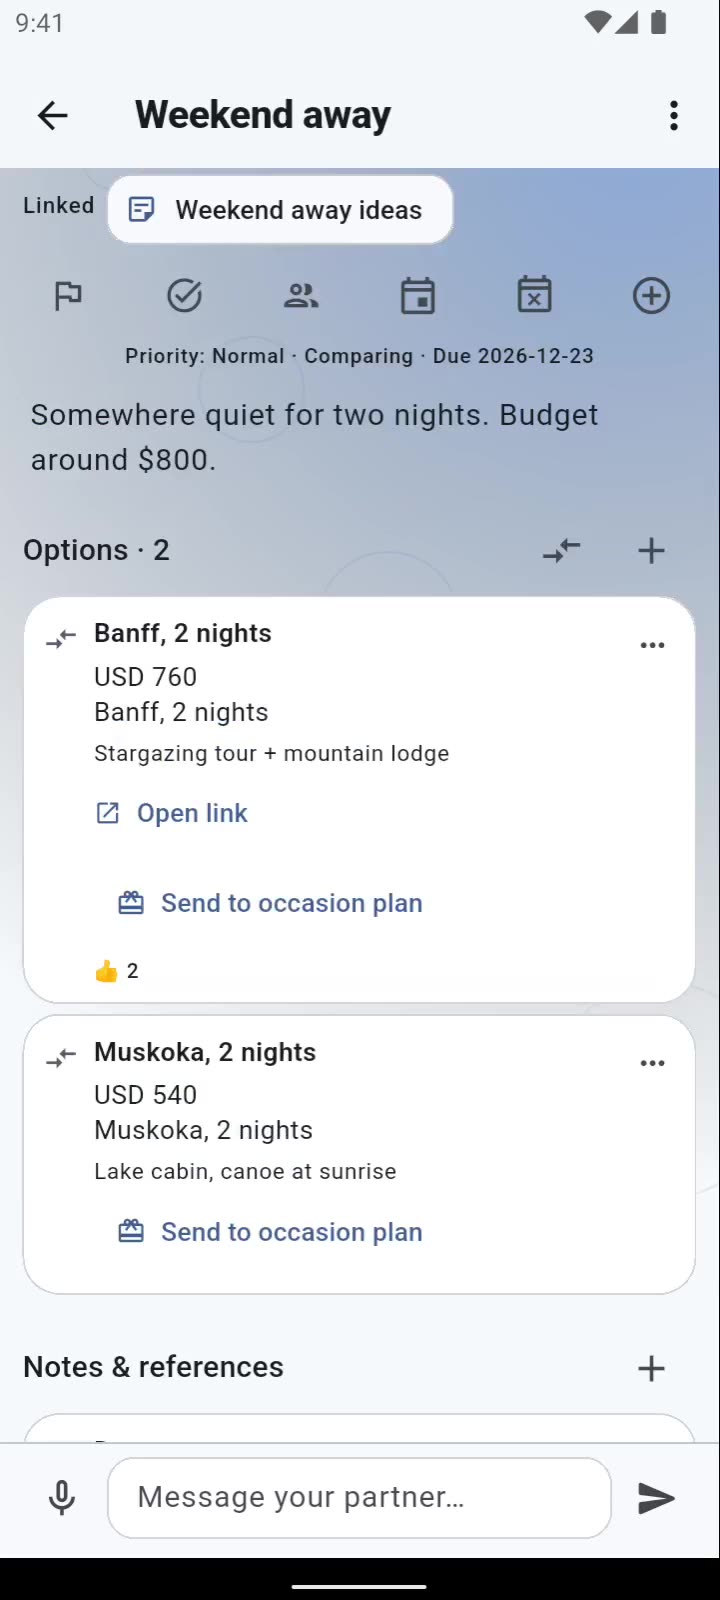 9:41
Weekend away
Linked
Weekend away ideas
Priority: Normal · Comparing · Due 2026-12-23
Somewhere quiet for two nights. Budget
around $800.
Options · 2
Banff, 2 nights
USD 760
Banff, 2 nights
Stargazing tour + mountain lodge
Open link
Send to occasion plan
👍 2
Muskoka, 2 nights
USD 540
Muskoka, 2 nights
Lake cabin, canoe at sunrise
Send to occasion plan
Notes & references
Message your partner…